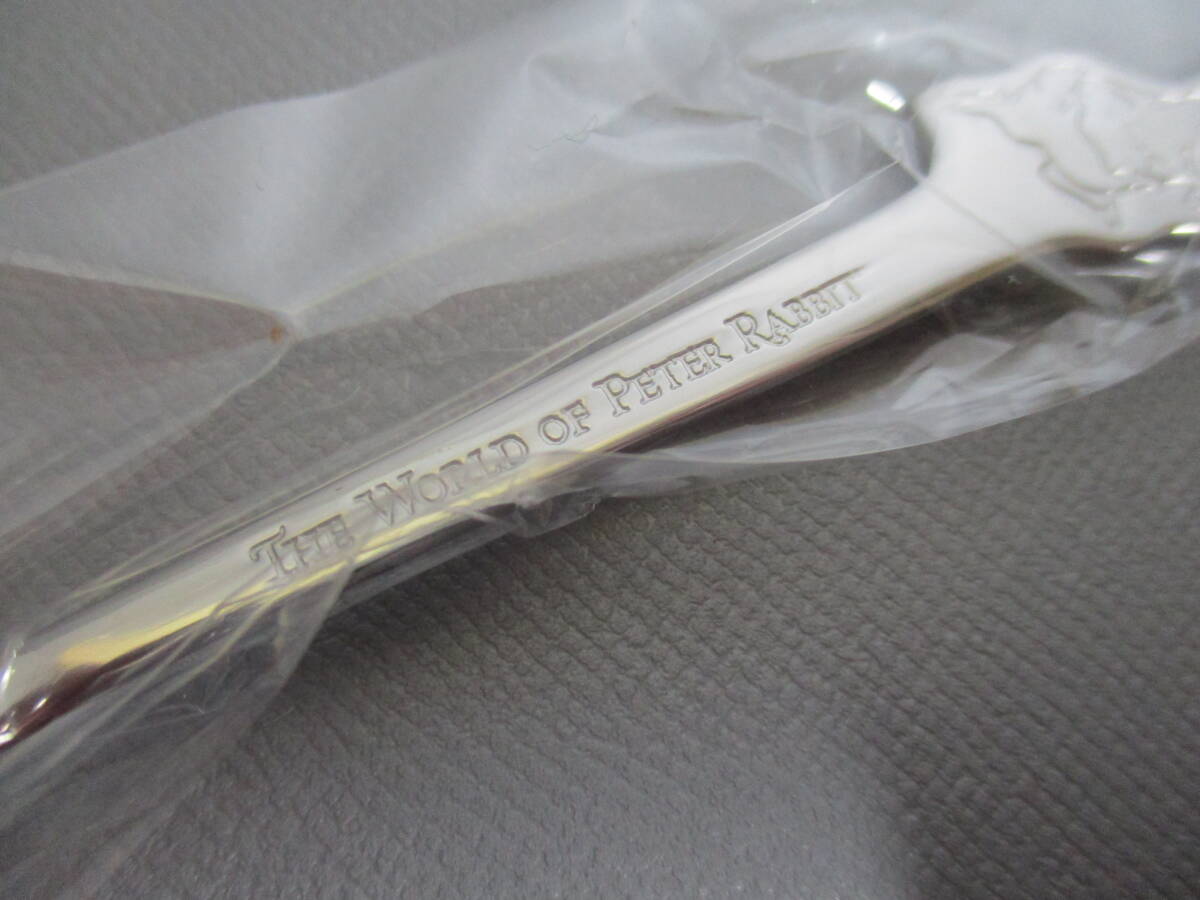 THE WORLD OF PETER RABBIT